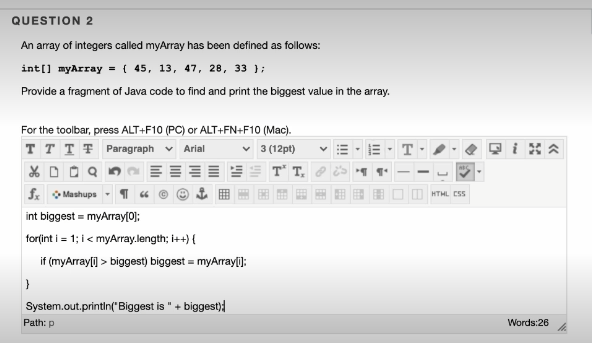 QUESTION 2
An array of integers called myArray has been defined as follows:
int[] myArray = { 45, 13, 47, 28, 33 };
Provide a fragment of Java code to find and print the biggest value in the array.
For the toolbar, press ALT+F10 (PC) or ALT+FN+F10 (Mac).
T T T T Paragraph Arial 3 (12pt) T i
T˟ Tₓ ¶ ¶ ABC
fx Mashups ¶ “ © HTML CSS
int biggest = myArray[0];
for(int i = 1; i < myArray.length; i++) {
if (myArray[i] > biggest) biggest = myArray[i];
}
System.out.println("Biggest is " + biggest);
Path: p Words:26